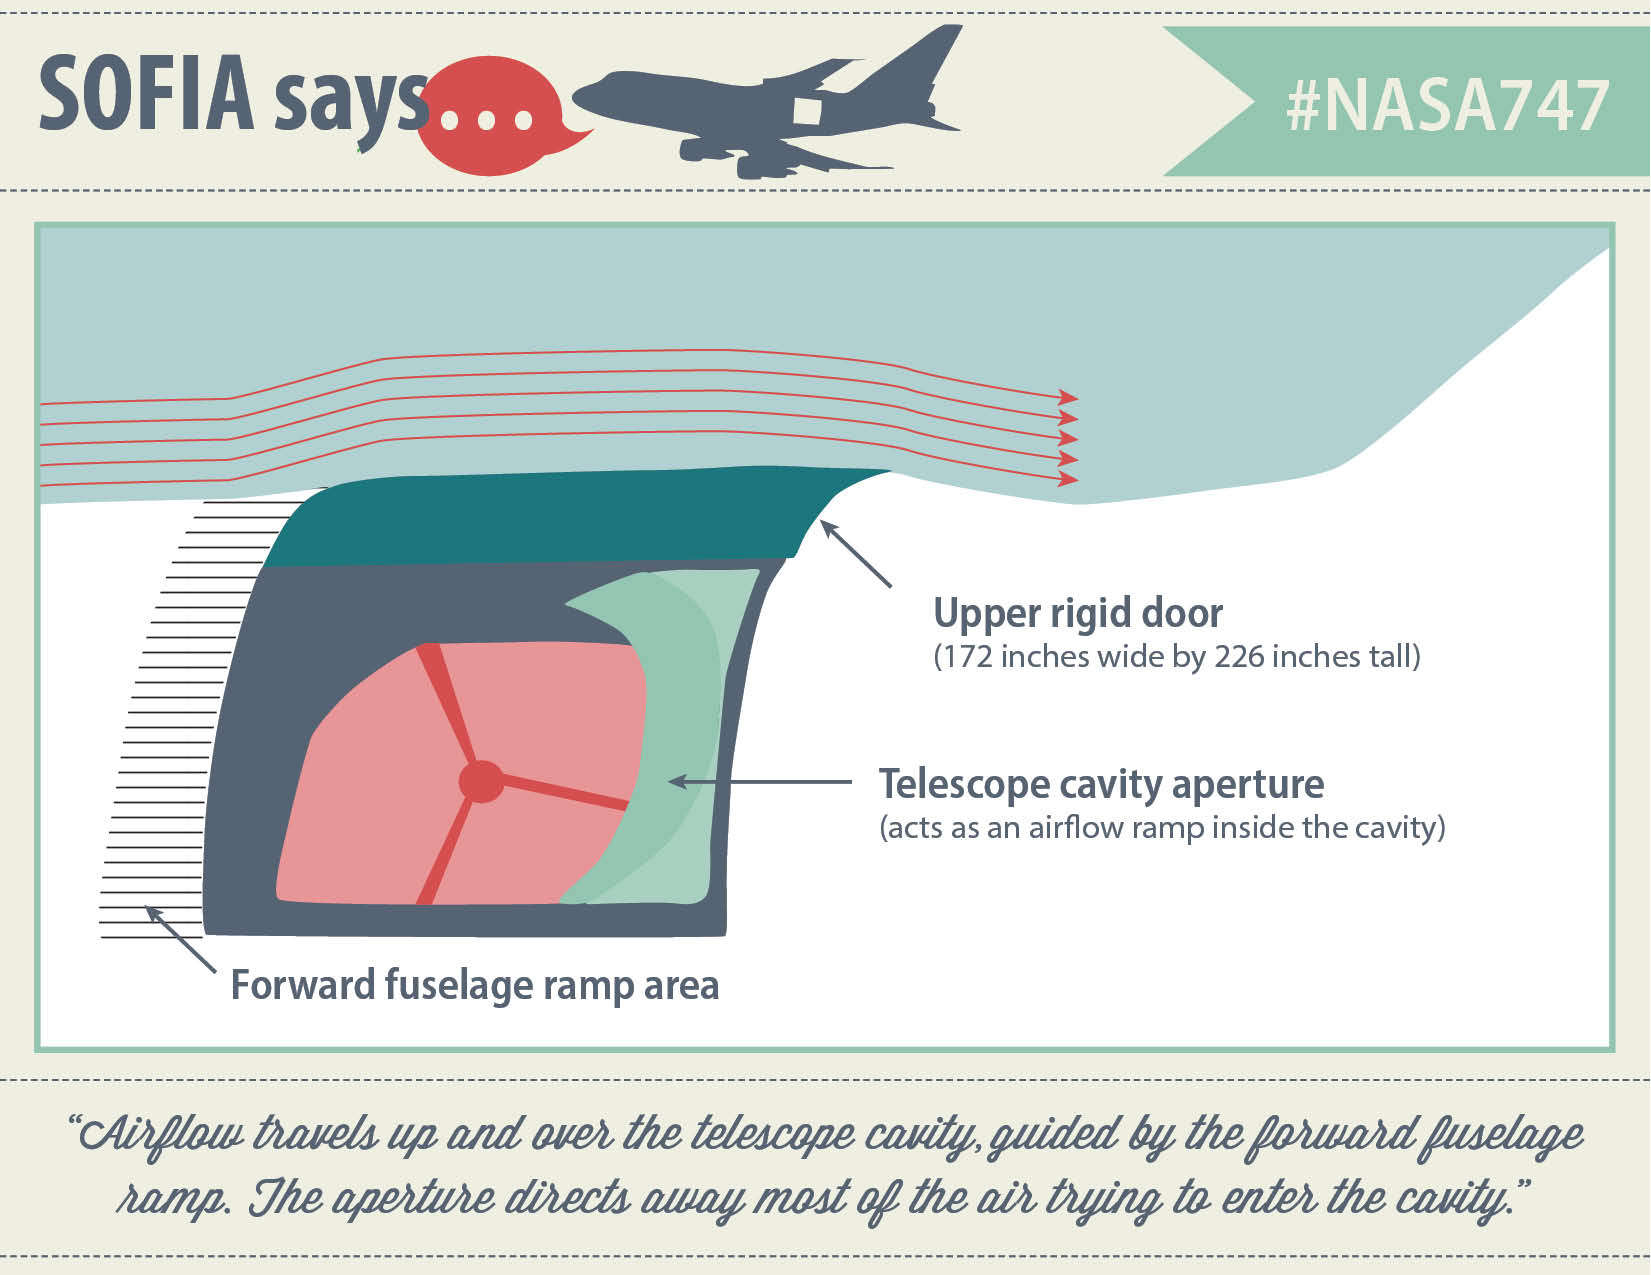 SOFIA says
#NASA747
Upper rigid door
(172 inches wide by 226 inches tall)
Telescope cavity aperture
(acts as an airflow ramp inside the cavity)
Forward fuselage ramp area
“Airflow travels up and over the telescope cavity, guided by the forward fuselage
ramp. The aperture directs away most of the air trying to enter the cavity.”